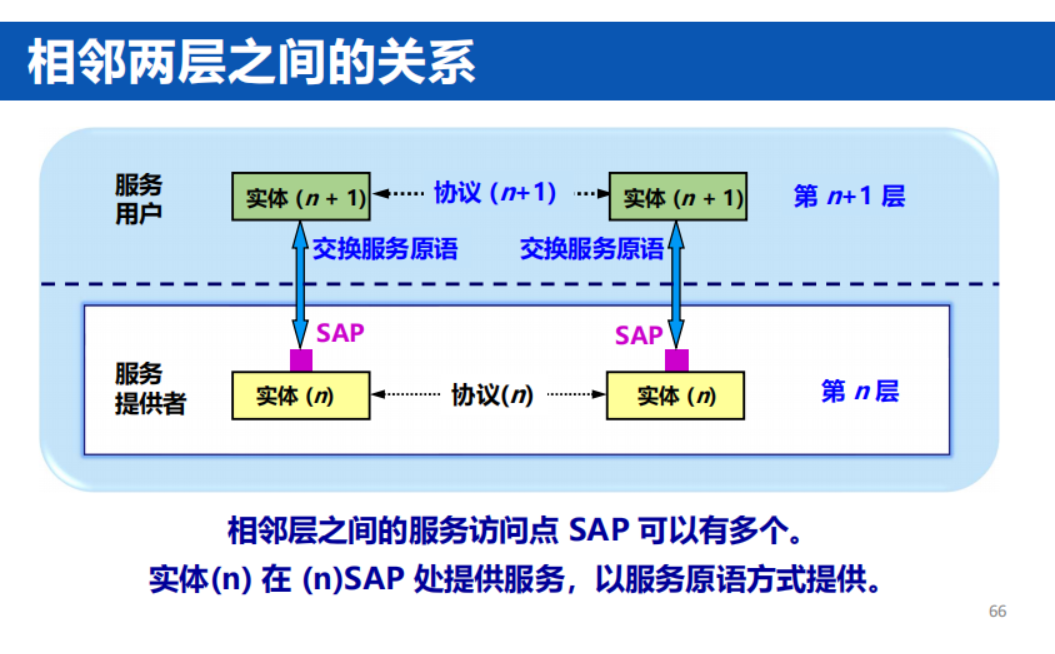 相邻两层之间的关系
服务
用户
实体 (n + 1)
协议 (n+1)
实体 (n + 1)
第 n+1 层
交换服务原语
交换服务原语
SAP
SAP
服务
提供者
实体 (n)
协议(n)
实体 (n)
第 n 层
相邻层之间的服务访问点 SAP 可以有多个。
实体(n) 在 (n)SAP 处提供服务，以服务原语方式提供。
66